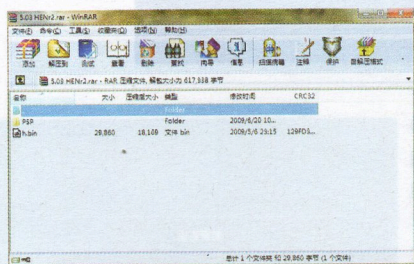 5.03 HENr2.rar - WinRAR
文件(F) 命令(C) 工具(S) 收藏夹(O) 选项(N) 帮助(H)
添加 解压到 测试 查看 删除 查找 向导 信息 扫描病毒 注释 保护 自解压格式
5.03 HENr2.rar - RAR 压缩文件, 解包大小为 617,938 字节
名称 大小 压缩后大小 类型 修改时间 CRC32
Folder
PSP Folder 2009/6/20 10...
h.bin 29,860 18,169 文件 bin 2009/5/6 23:15 129FD3...
总计 1 个文件夹 和 29,860 字节 (1 个文件)